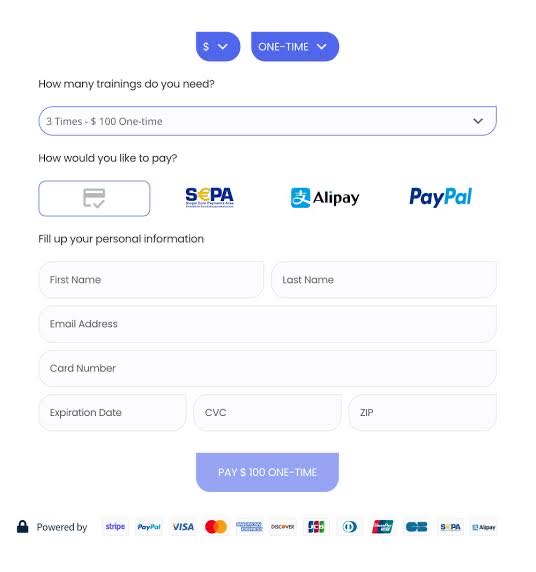 $ ONE-TIME
How many trainings do you need?
3 Times - $ 100 One-time
How would you like to pay?
S€PA Single Euro Payments Area Alipay PayPal
Fill up your personal information
First Name Last Name
Email Address
Card Number
Expiration Date CVC ZIP
PAY $ 100 ONE-TIME
Powered by stripe PayPal VISA AMERICAN EXPRESS DISCOVER JCB UnionPay CB S€PA Alipay